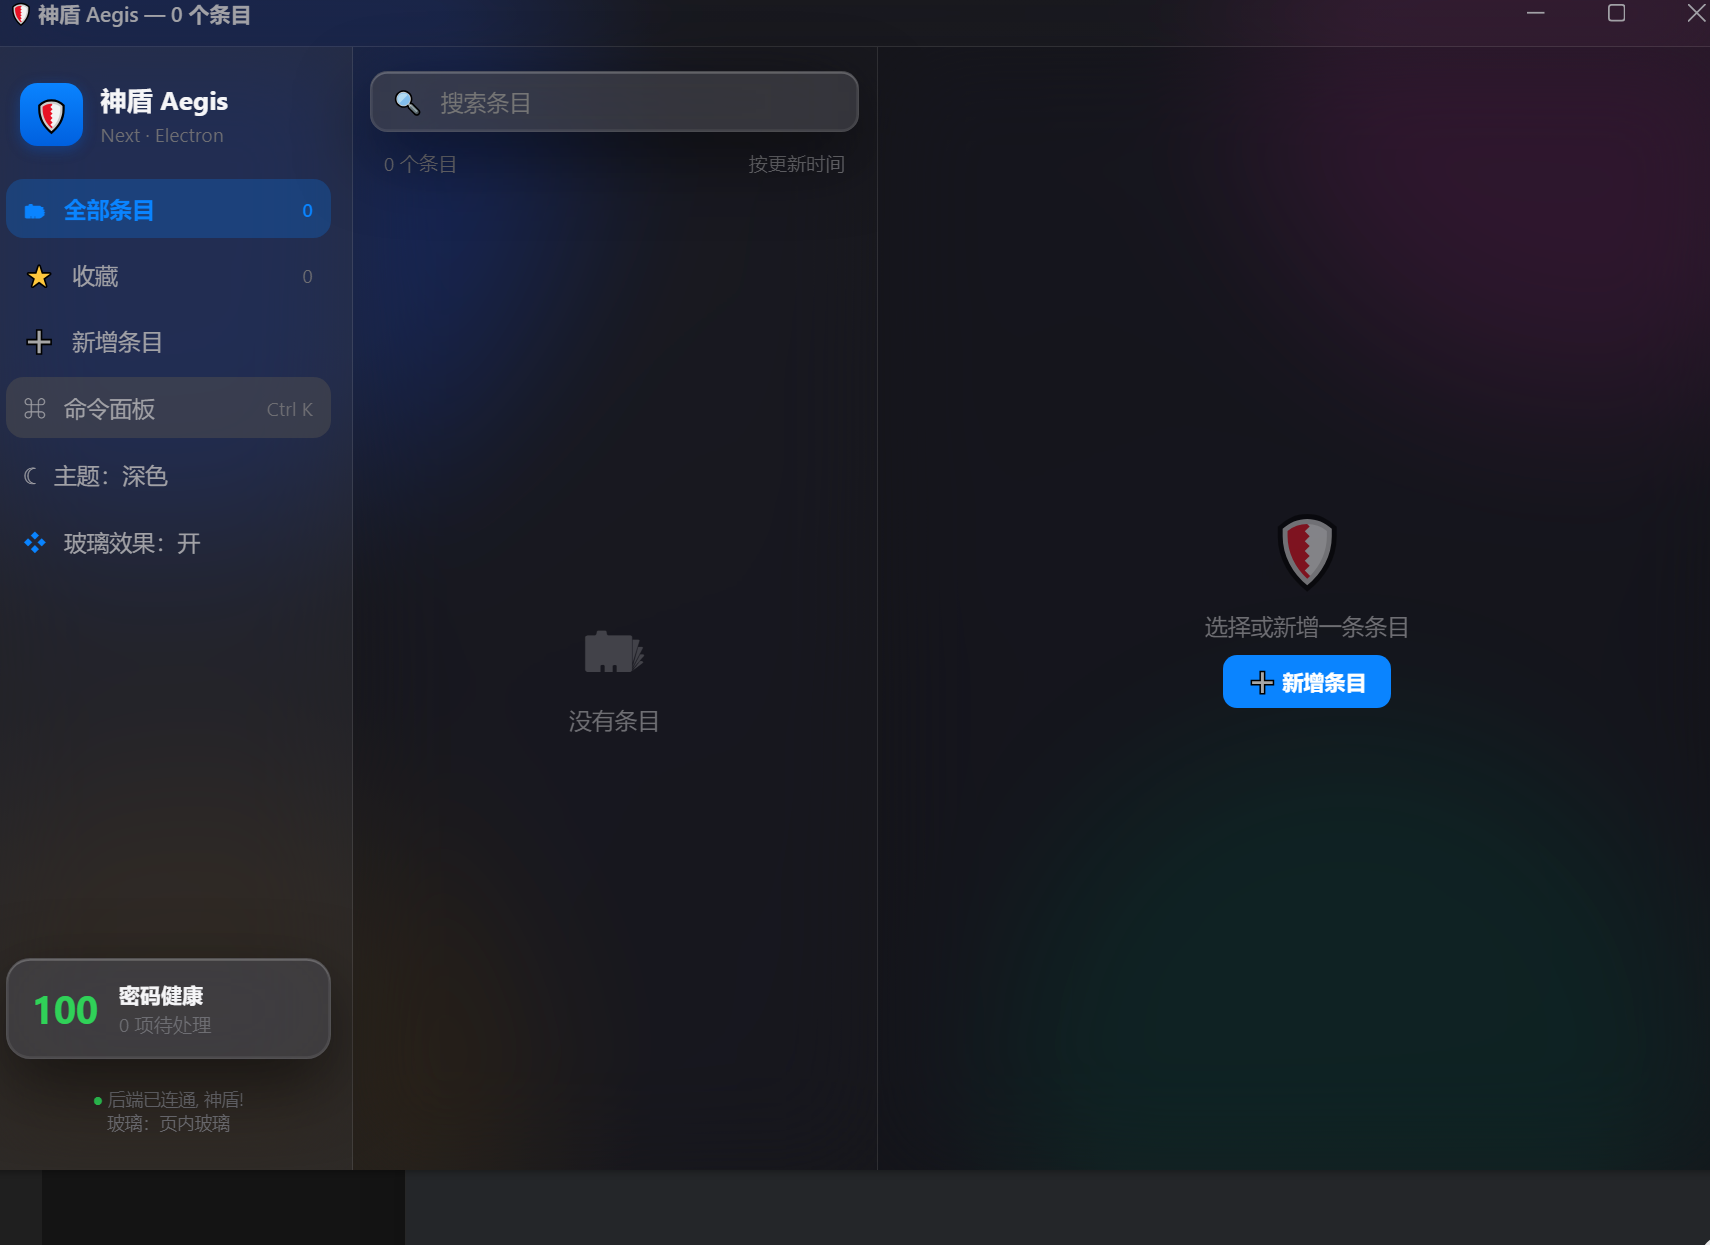 神盾 Aegis — 0 个条目
神盾 Aegis
Next · Electron
全部条目 0
收藏 0
新增条目
命令面板 Ctrl K
主题：深色
玻璃效果：开
100
密码健康
0 项待处理
后端已连通, 神盾!
玻璃：页内玻璃
搜索条目
0 个条目 按更新时间
没有条目
选择或新增一条条目
新增条目